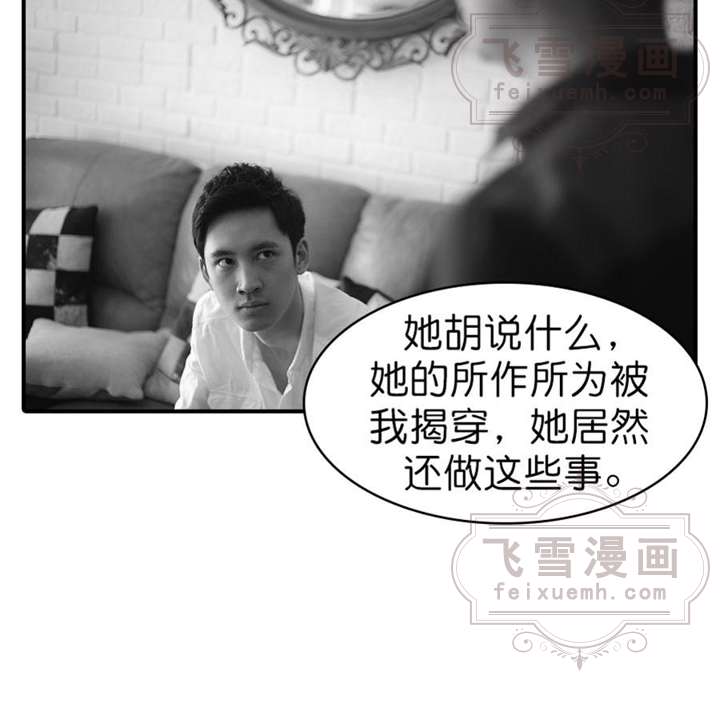 飞雪漫画
feixuemh.com
她胡说什么，
她的所作所为被
我揭穿，她居然
还做这些事。
飞雪漫画
feixuemh.com